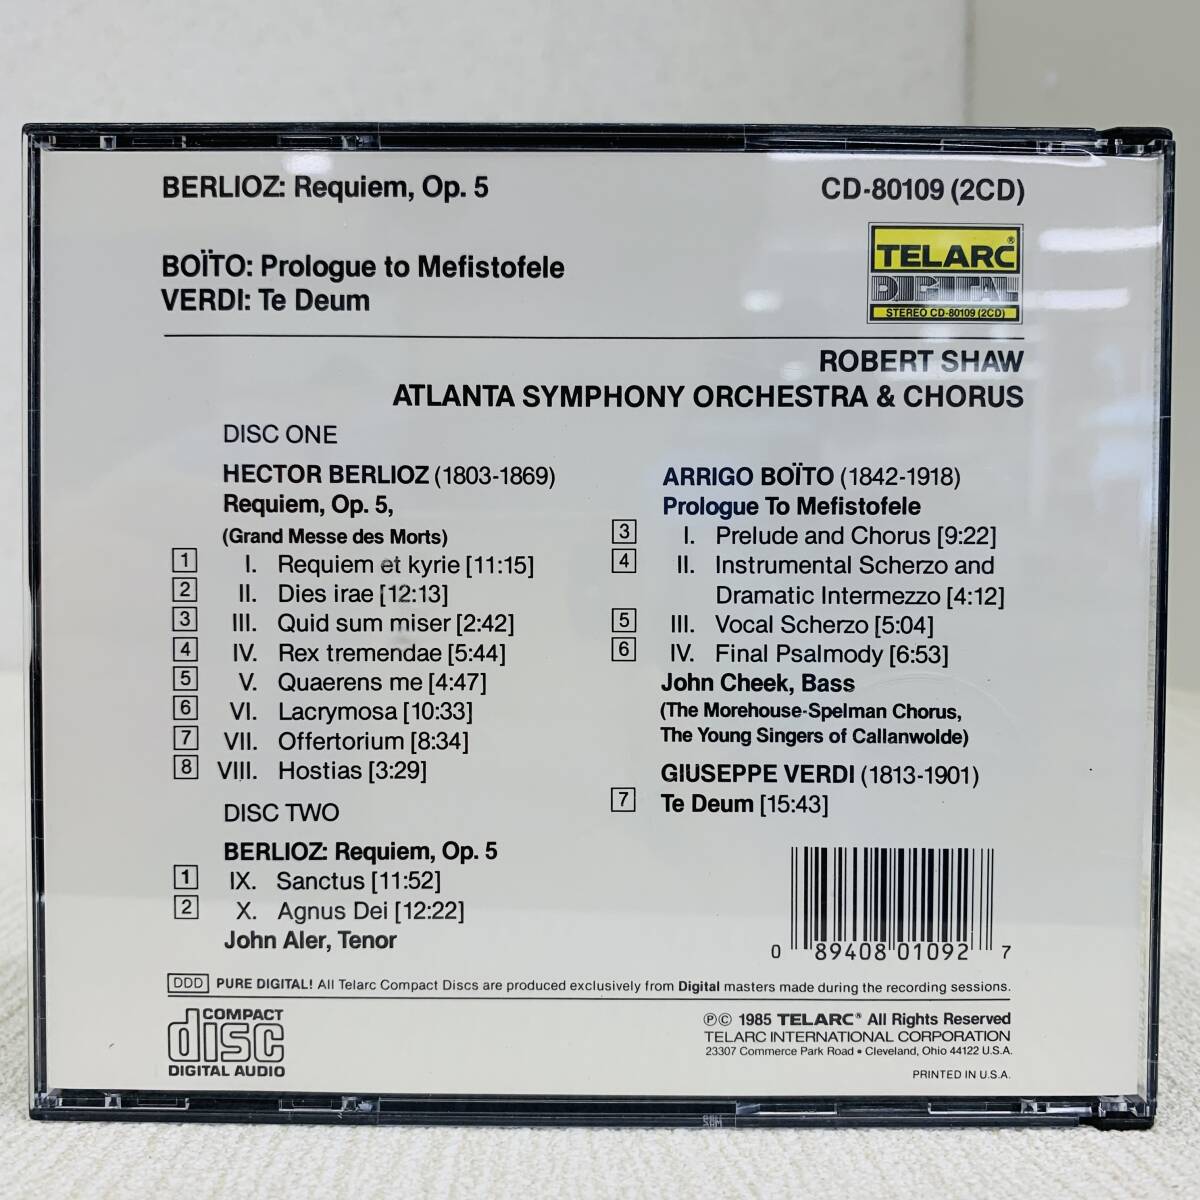 BERLIOZ: Requiem, Op. 5
CD-80109 (2CD)
BOÏTO: Prologue to Mefistofele
VERDI: Te Deum
TELARC®
DIGITAL
STEREO CD-80109 (2CD)
ROBERT SHAW
ATLANTA SYMPHONY ORCHESTRA & CHORUS
DISC ONE
HECTOR BERLIOZ (1803-1869)
Requiem, Op. 5,
(Grand Messe des Morts)
1 I. Requiem et kyrie [11:15]
2 II. Dies irae [12:13]
3 III. Quid sum miser [2:42]
4 IV. Rex tremendae [5:44]
5 V. Quaerens me [4:47]
6 VI. Lacrymosa [10:33]
7 VII. Offertorium [8:34]
8 VIII. Hostias [3:29]
DISC TWO
BERLIOZ: Requiem, Op. 5
1 IX. Sanctus [11:52]
2 X. Agnus Dei [12:22]
John Aler, Tenor
ARRIGO BOÏTO (1842-1918)
Prologue To Mefistofele
3 I. Prelude and Chorus [9:22]
4 II. Instrumental Scherzo and
Dramatic Intermezzo [4:12]
5 III. Vocal Scherzo [5:04]
6 IV. Final Psalmody [6:53]
John Cheek, Bass
(The Morehouse-Spelman Chorus,
The Young Singers of Callanwolde)
GIUSEPPE VERDI (1813-1901)
7 Te Deum [15:43]
0 89408 01092 7
DDD PURE DIGITAL! All Telarc Compact Discs are produced exclusively from Digital masters made during the recording sessions.
COMPACT
disc
DIGITAL AUDIO
℗© 1985 TELARC® All Rights Reserved
TELARC INTERNATIONAL CORPORATION
23307 Commerce Park Road • Cleveland, Ohio 44122 U.S.A.
PRINTED IN U.S.A.